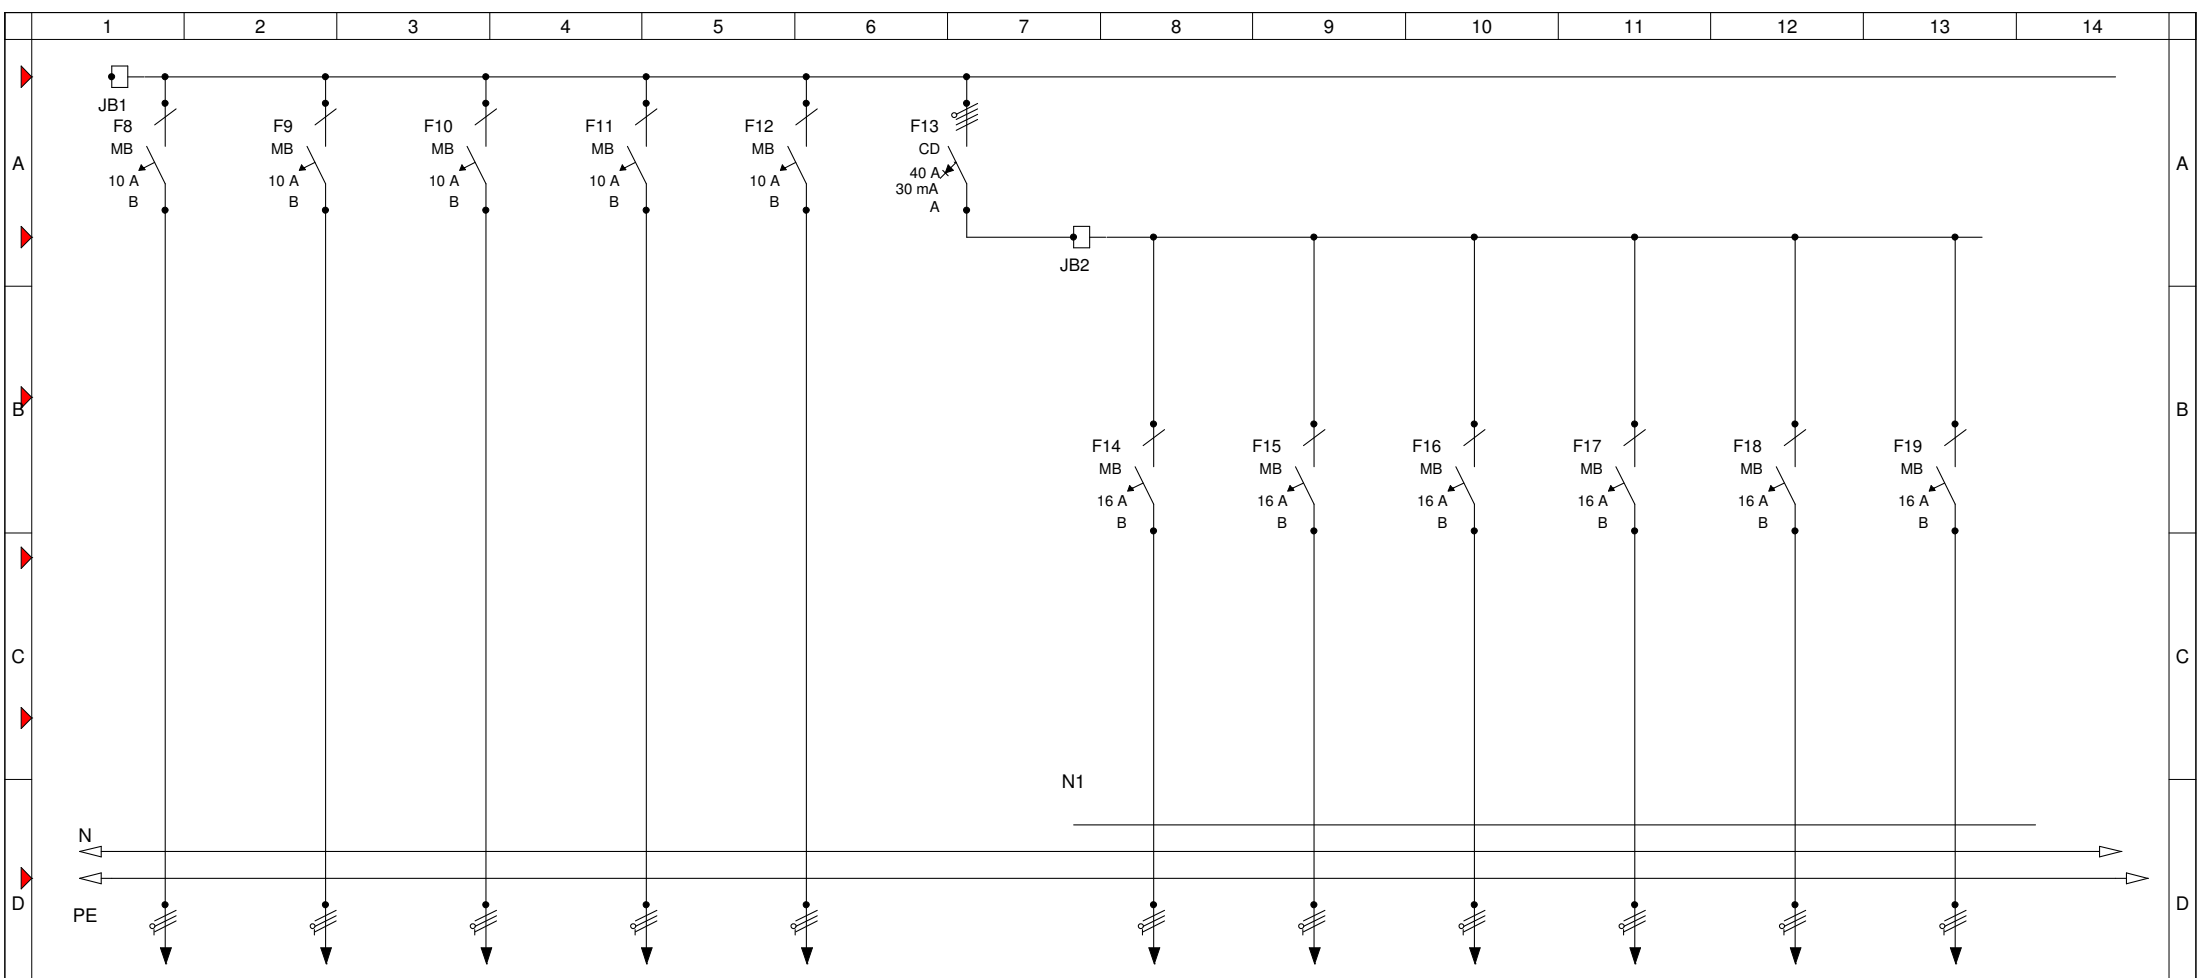 1 2 3 4 5 6 7 8 9 10 11 12 13 14
JB1
F8 F9 F10 F11 F12 F13
MB MB MB MB MB CD
A A
40 A
10 A 10 A 10 A 10 A 10 A
30 mA
B B B B B A
JB2
B B
F14 F15 F16 F17 F18 F19
MB MB MB MB MB MB
16 A 16 A 16 A 16 A 16 A 16 A
B B B B B B
C C
N1
N
D D
PE